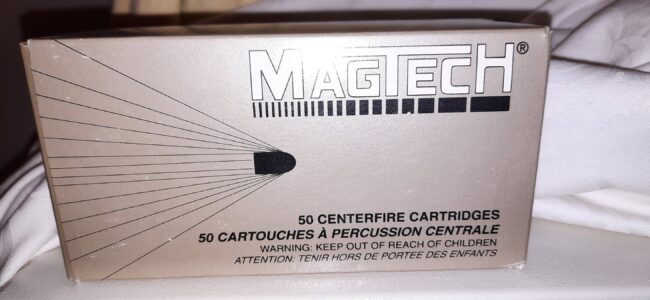 MAGTECH®
50 CENTERFIRE CARTRIDGES
50 CARTOUCHES À PERCUSSION CENTRALE
WARNING: KEEP OUT OF REACH OF CHILDREN
ATTENTION: TENIR HORS DE PORTEE DES ENFANTS